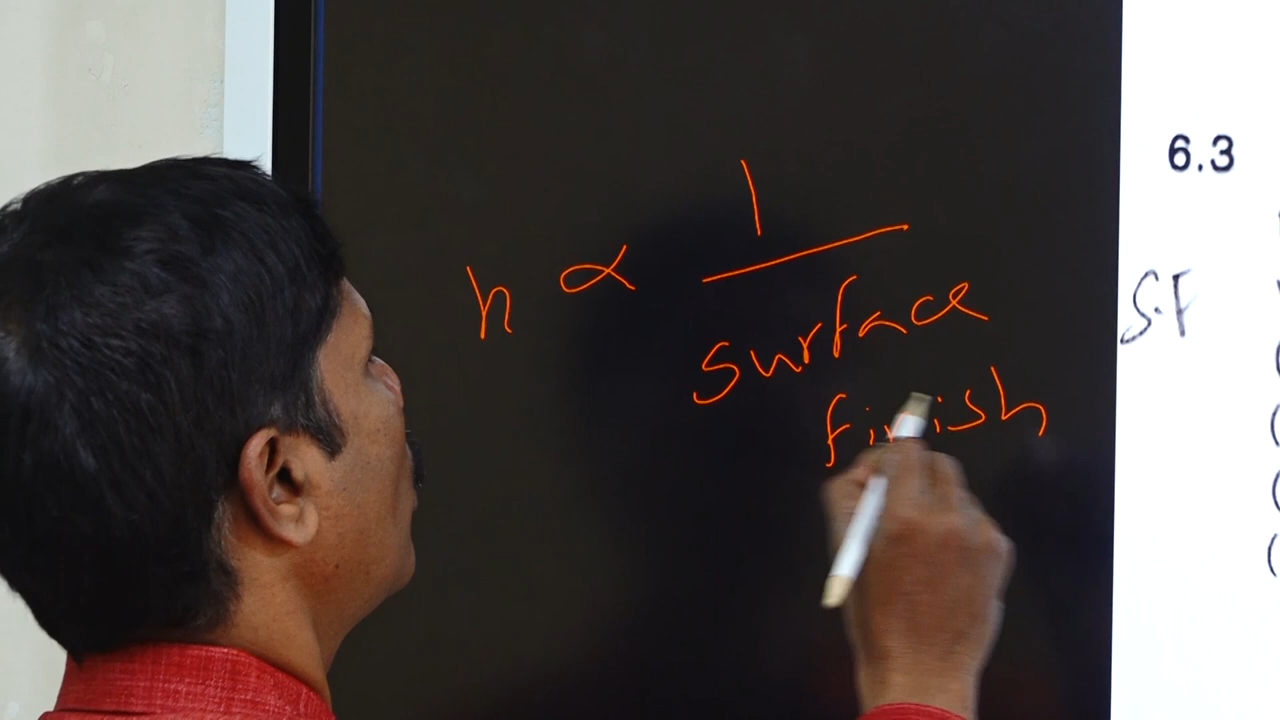 h ∝ 1
surface
finish
6.3
S.F